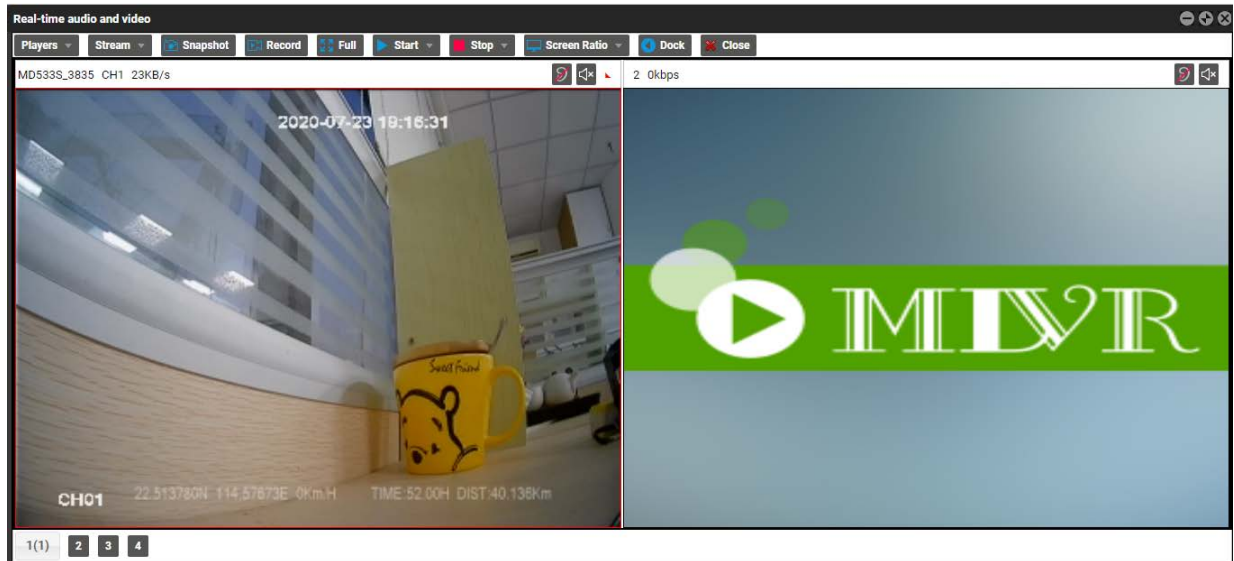 Real-time audio and video
Players Stream Snapshot Record Full Start Stop Screen Ratio Dock Close
MD533S_3835 CH1 23KB/s
2 0kbps
2020-07-23 19:16:31
MDVR
Sweet friend
CH01 22.513780N 114.57673E 0Km/H TIME:52.00H DIST:40.136Km
1(1) 2 3 4